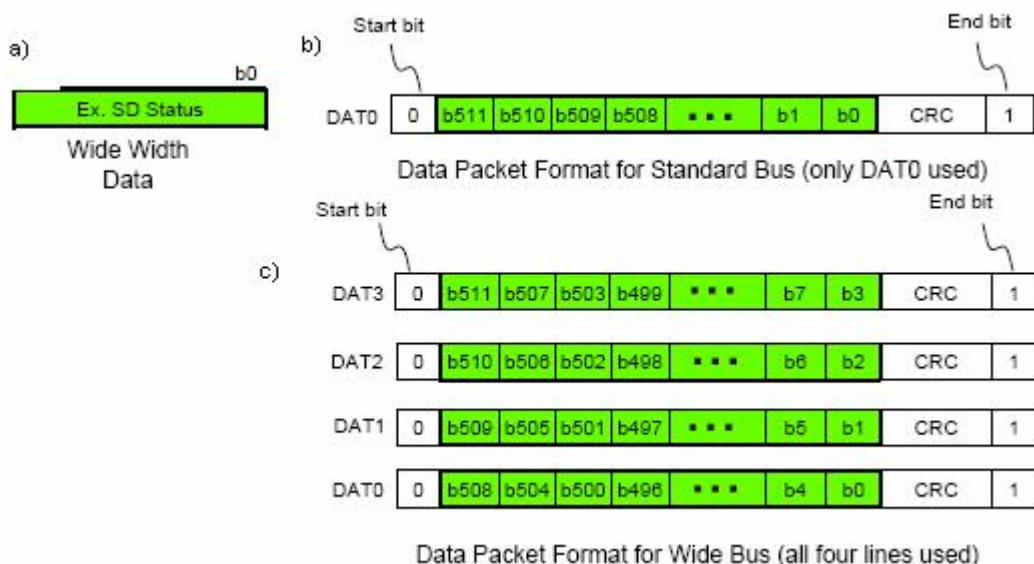 a)
b0
Ex. SD Status
Wide Width
Data
b)
Start bit
End bit
DAT0 0 b511 b510 b509 b508 ▪ ▪ ▪ b1 b0 CRC 1
Data Packet Format for Standard Bus (only DAT0 used)
c)
Start bit
End bit
DAT3 0 b511 b507 b503 b499 ▪ ▪ ▪ b7 b3 CRC 1
DAT2 0 b510 b506 b502 b498 ▪ ▪ ▪ b6 b2 CRC 1
DAT1 0 b509 b505 b501 b497 ▪ ▪ ▪ b5 b1 CRC 1
DAT0 0 b508 b504 b500 b496 ▪ ▪ ▪ b4 b0 CRC 1
Data Packet Format for Wide Bus (all four lines used)